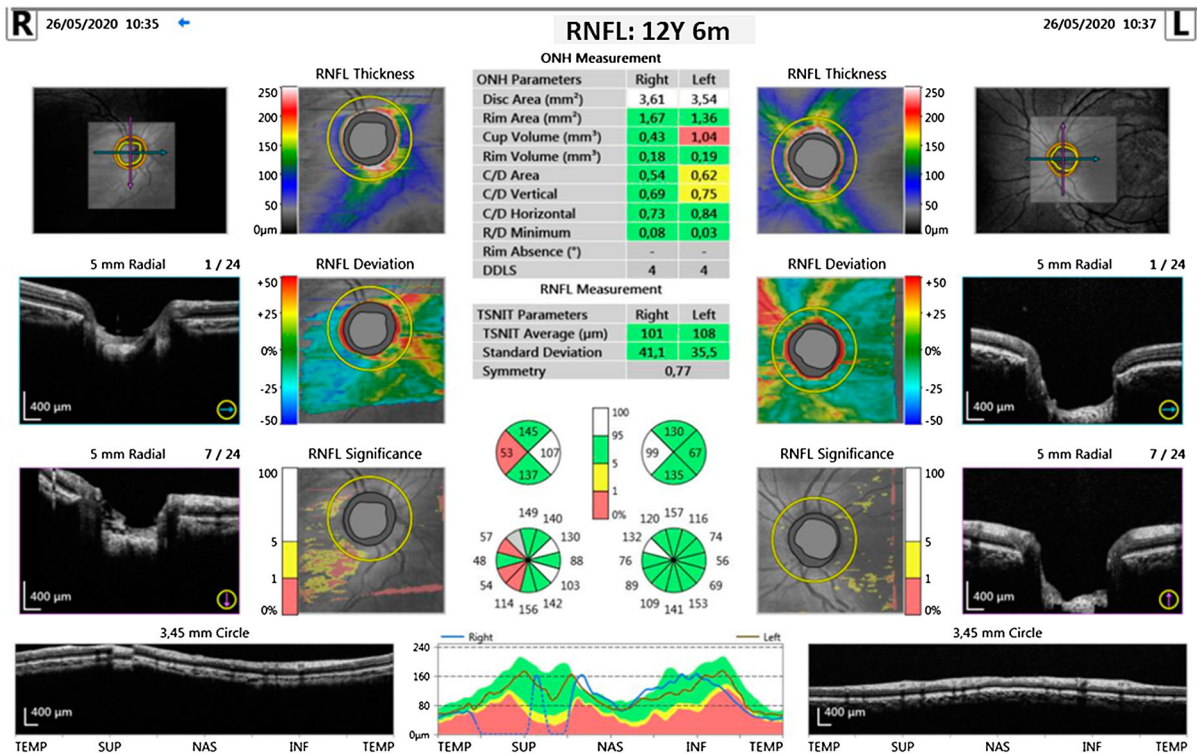 R 26/05/2020 10:35 RNFL: 12Y 6m 26/05/2020 10:37 L
ONH Measurement
ONH Parameters Right Left
Disc Area (mm²) 3,61 3,54
Rim Area (mm²) 1,67 1,36
Cup Volume (mm³) 0,43 1,04
Rim Volume (mm³) 0,18 0,19
C/D Area 0,54 0,62
C/D Vertical 0,69 0,75
C/D Horizontal 0,73 0,84
R/D Minimum 0,08 0,03
Rim Absence (°) - -
DDLS 4 4
RNFL Measurement
TSNIT Parameters Right Left
TSNIT Average (µm) 101 108
Standard Deviation 41,1 35,5
Symmetry 0,77
RNFL Thickness
250
200
150
100
50
0µm
RNFL Thickness
250
200
150
100
50
0µm
5 mm Radial 1 / 24
400 µm
RNFL Deviation
+50
+25
0%
-25
-50
RNFL Deviation
+50
+25
0%
-25
-50
5 mm Radial 1 / 24
400 µm
5 mm Radial 7 / 24
400 µm
RNFL Significance
100
5
1
0%
145
53 107
137
100
95
5
1
0%
130
99 67
135
149 140
57 130
48 88
54 103
114 156 142
120 157 116
132 74
76 56
89 69
109 141 153
RNFL Significance
100
5
1
0%
5 mm Radial 7 / 24
400 µm
3,45 mm Circle
400 µm
TEMP SUP NAS INF TEMP
Right Left
240
160
80
0µm
TEMP SUP NAS INF TEMP
3,45 mm Circle
400 µm
TEMP SUP NAS INF TEMP